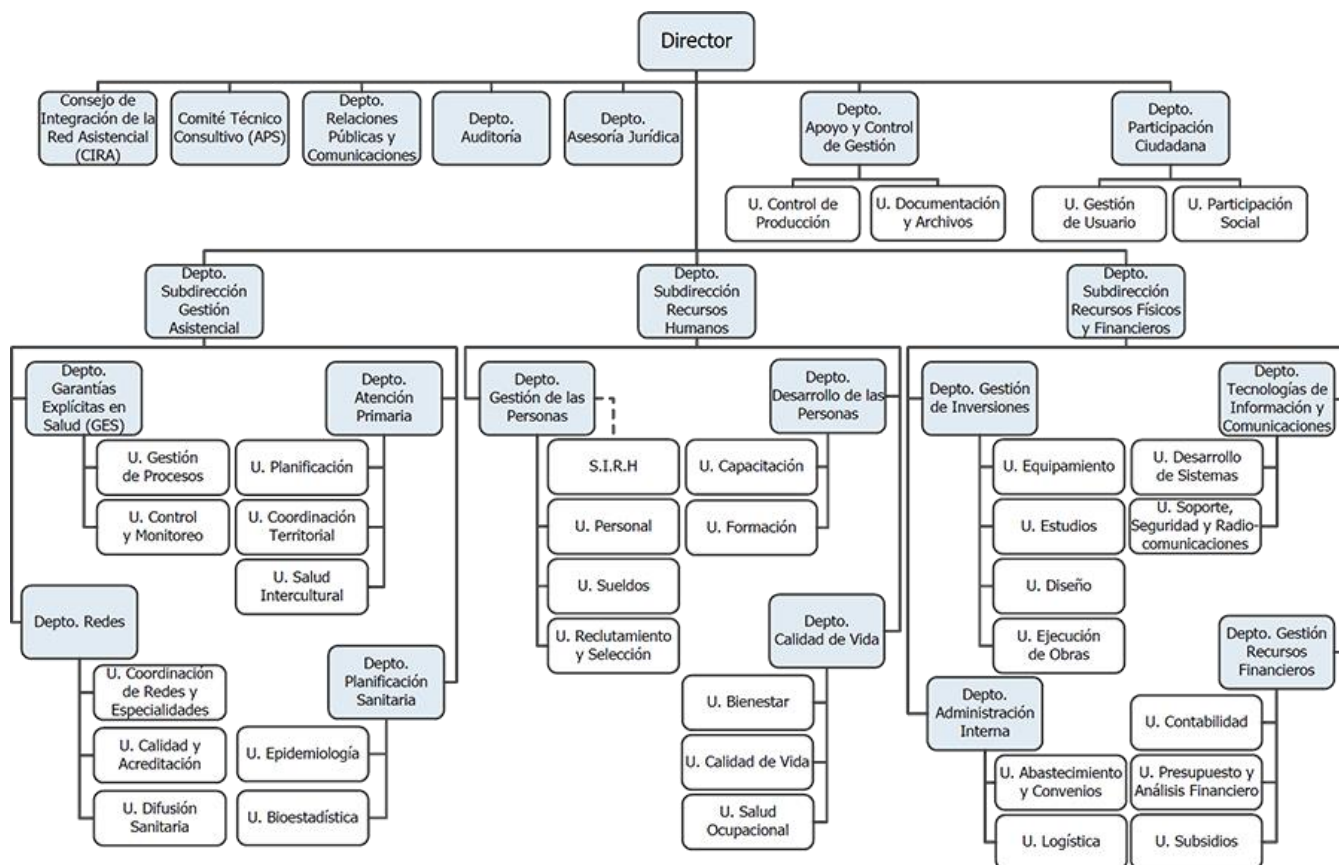 Director
Consejo de
Integración de la
Red Asistencial
(CIRA)
Comité Técnico
Consultivo (APS)
Depto.
Relaciones
Públicas y
Comunicaciones
Depto.
Auditoría
Depto.
Asesoría Jurídica
Depto.
Apoyo y Control
de Gestión
Depto.
Participación
Ciudadana
U. Control de
Producción
U. Documentación
y Archivos
U. Gestión
de Usuario
U. Participación
Social
Depto.
Subdirección
Gestión
Asistencial
Depto.
Subdirección
Recursos
Humanos
Depto.
Subdirección
Recursos Físicos
y Financieros
Depto.
Garantías
Explícitas en
Salud (GES)
Depto.
Atención
Primaria
U. Gestión
de Procesos
U. Planificación
U. Control
y Monitoreo
U. Coordinación
Territorial
U. Salud
Intercultural
Depto. Redes
Depto.
Planificación
Sanitaria
U. Coordinación
de Redes y
Especialidades
U. Calidad y
Acreditación
U. Epidemiología
U. Difusión
Sanitaria
U. Bioestadística
Depto.
Gestión de las
Personas
Depto.
Desarrollo de las
Personas
S.I.R.H
U. Capacitación
U. Personal
U. Formación
U. Sueldos
U. Reclutamiento
y Selección
Depto.
Calidad de Vida
U. Bienestar
U. Calidad de Vida
U. Salud
Ocupacional
Depto. Gestión
de Inversiones
Depto.
Tecnologías de
Información y
Comunicaciones
U. Equipamiento
U. Desarrollo
de Sistemas
U. Estudios
U. Soporte,
Seguridad y Radio-
comunicaciones
U. Diseño
U. Ejecución
de Obras
Depto. Gestión
Recursos
Financieros
Depto.
Administración
Interna
U. Contabilidad
U. Abastecimiento
y Convenios
U. Presupuesto y
Análisis Financiero
U. Logística
U. Subsidios